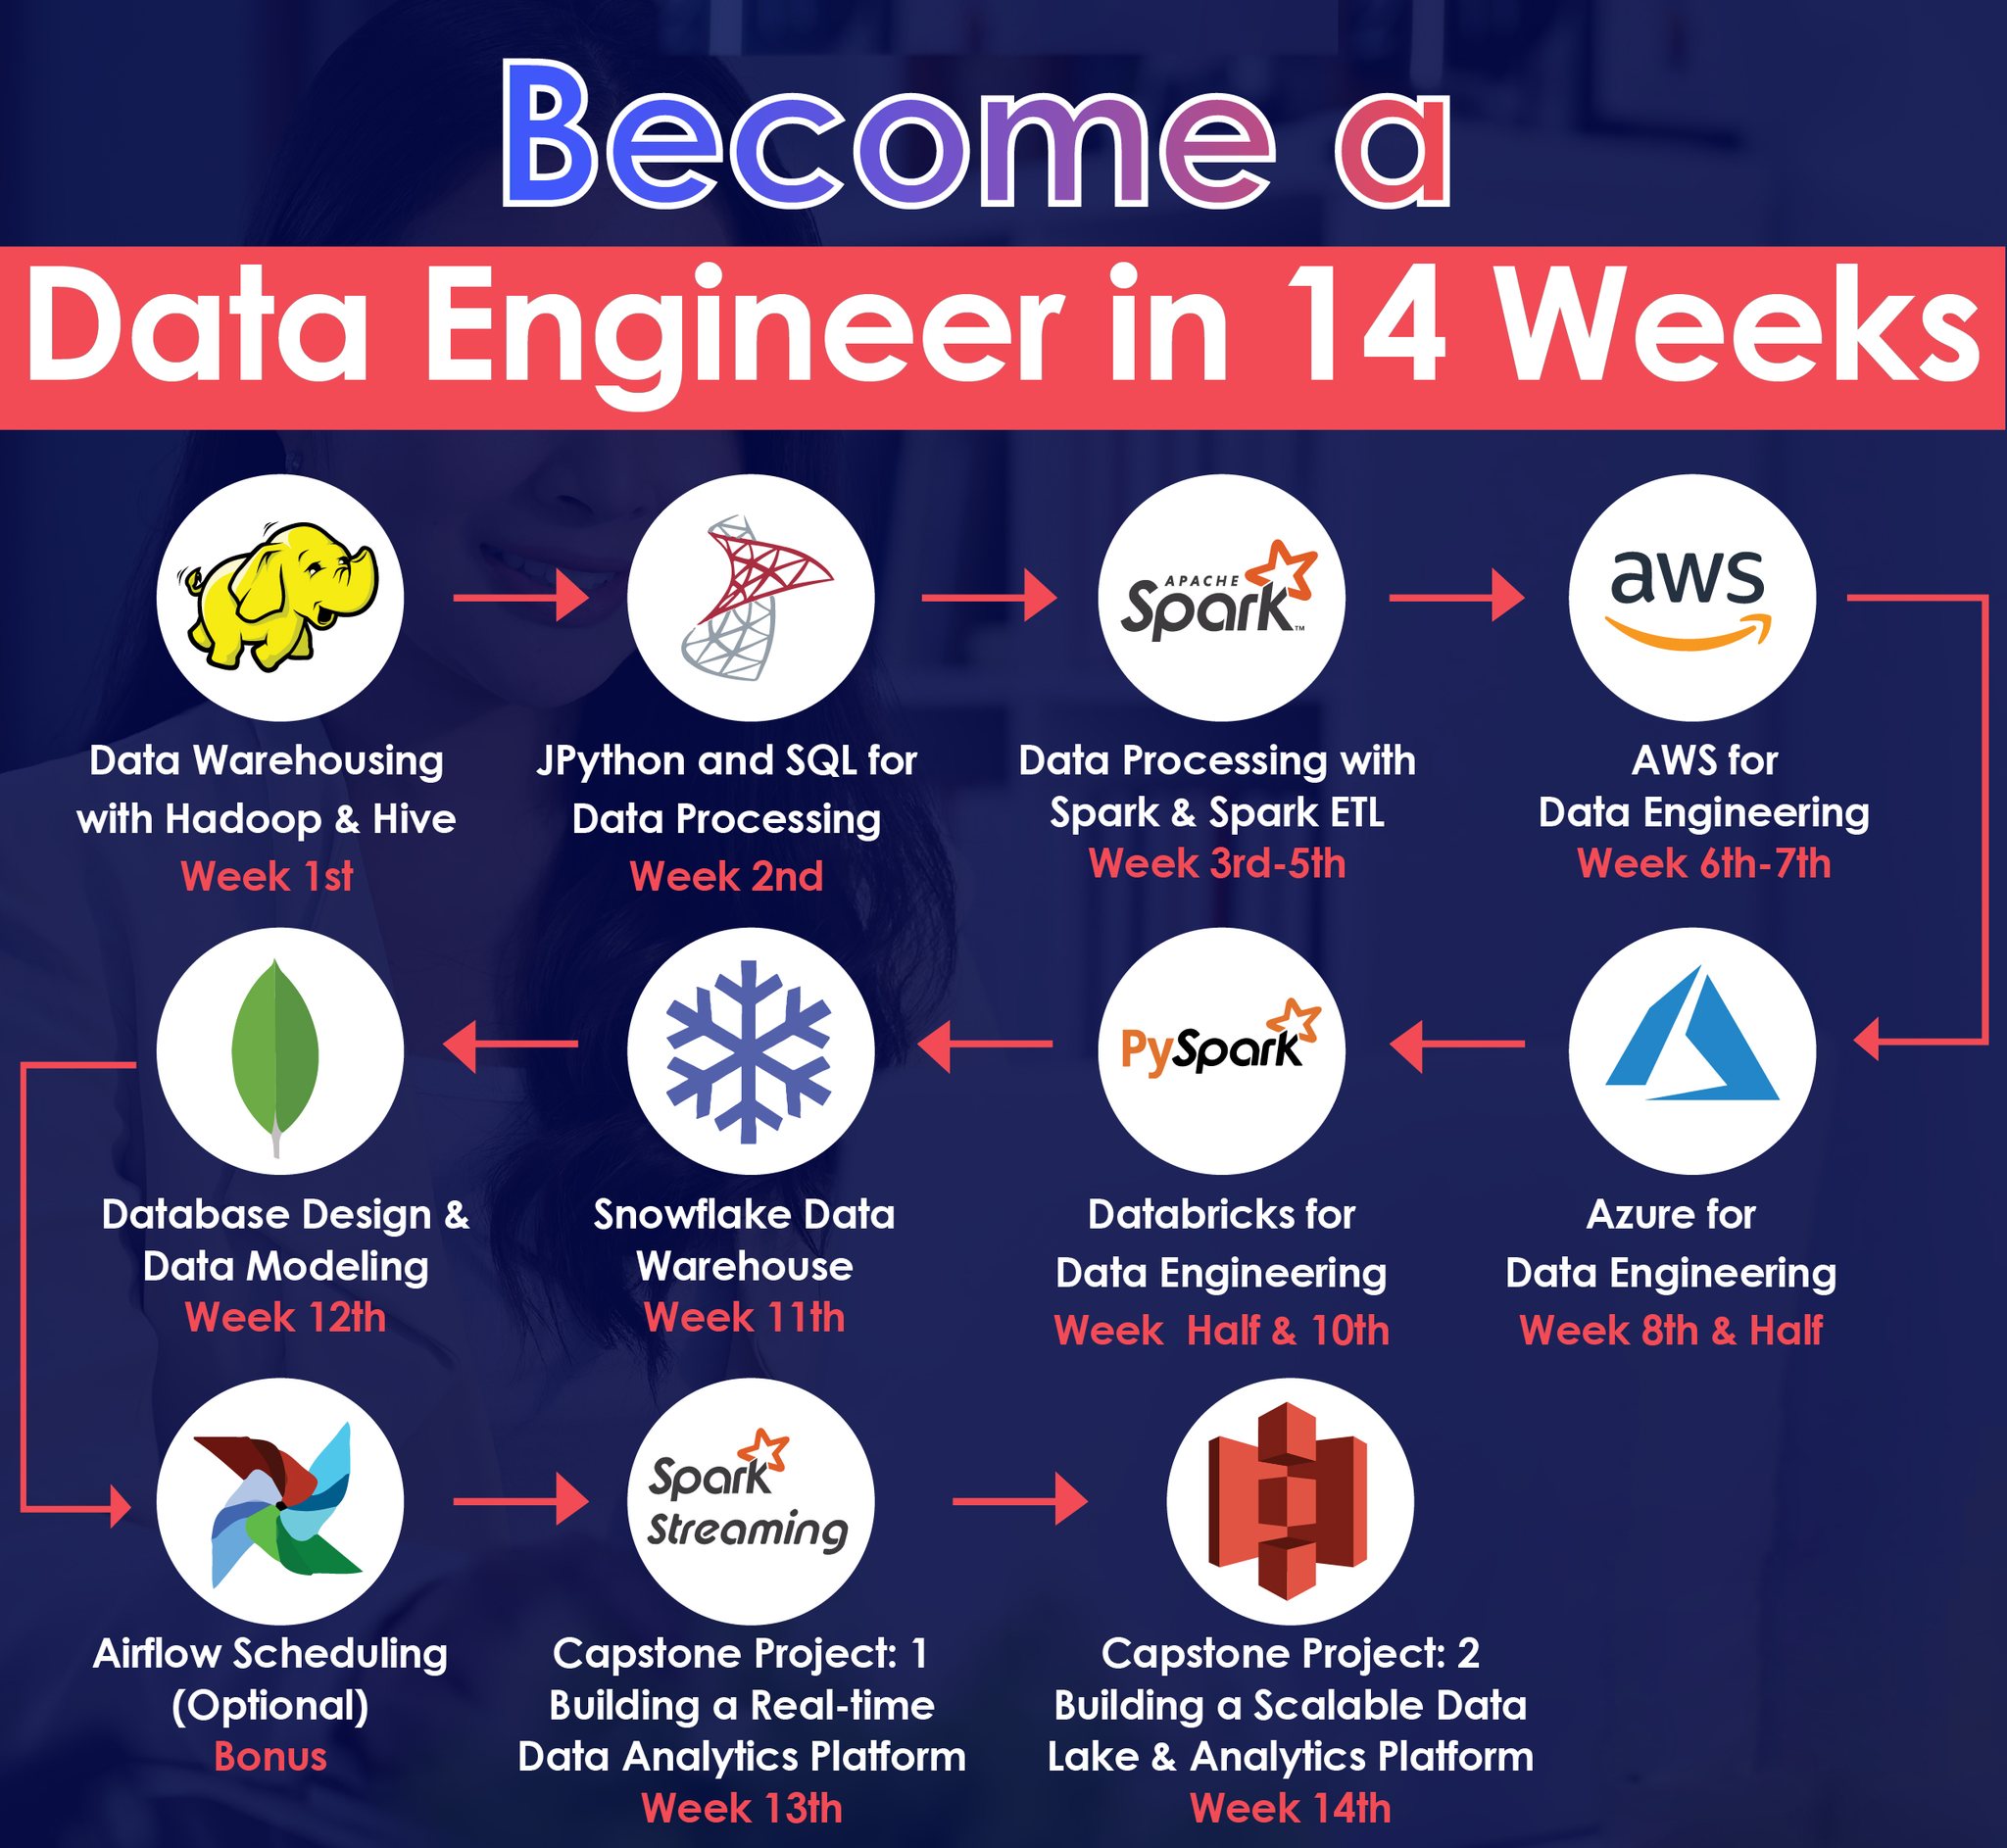 Become a
Data Engineer in 14 Weeks
APACHE
Spark™
aws
Data Warehousing
with Hadoop & Hive
Week 1st
JPython and SQL for
Data Processing
Week 2nd
Data Processing with
Spark & Spark ETL
Week 3rd-5th
AWS for
Data Engineering
Week 6th-7th
PySpark
Azure for
Data Engineering
Week 8th & Half
Databricks for
Data Engineering
Week  Half & 10th
Snowflake Data
Warehouse
Week 11th
Database Design &
Data Modeling
Week 12th
Airflow Scheduling
(Optional)
Bonus
Spark
Streaming
Capstone Project: 1
Building a Real-time
Data Analytics Platform
Week 13th
Capstone Project: 2
Building a Scalable Data
Lake & Analytics Platform
Week 14th